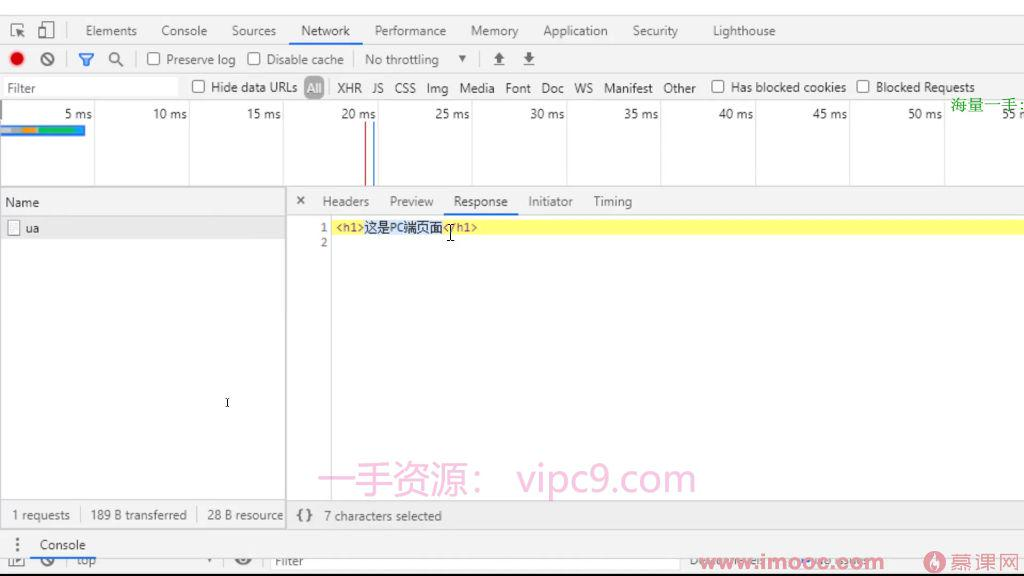 Elements Console Sources Network Performance Memory Application Security Lighthouse
Preserve log Disable cache No throttling
Filter Hide data URLs All XHR JS CSS Img Media Font Doc WS Manifest Other Has blocked cookies Blocked Requests
海量一手:
5 ms 10 ms 15 ms 20 ms 25 ms 30 ms 35 ms 40 ms 45 ms 50 ms 55 m
Name
× Headers Preview Response Initiator Timing
ua
1 <h1>这是PC端页面</h1>
2
一手资源: vipc9.com
1 requests 189 B transferred 28 B resource
{} 7 characters selected
Console
top Filter
www.imooc.com 慕课网